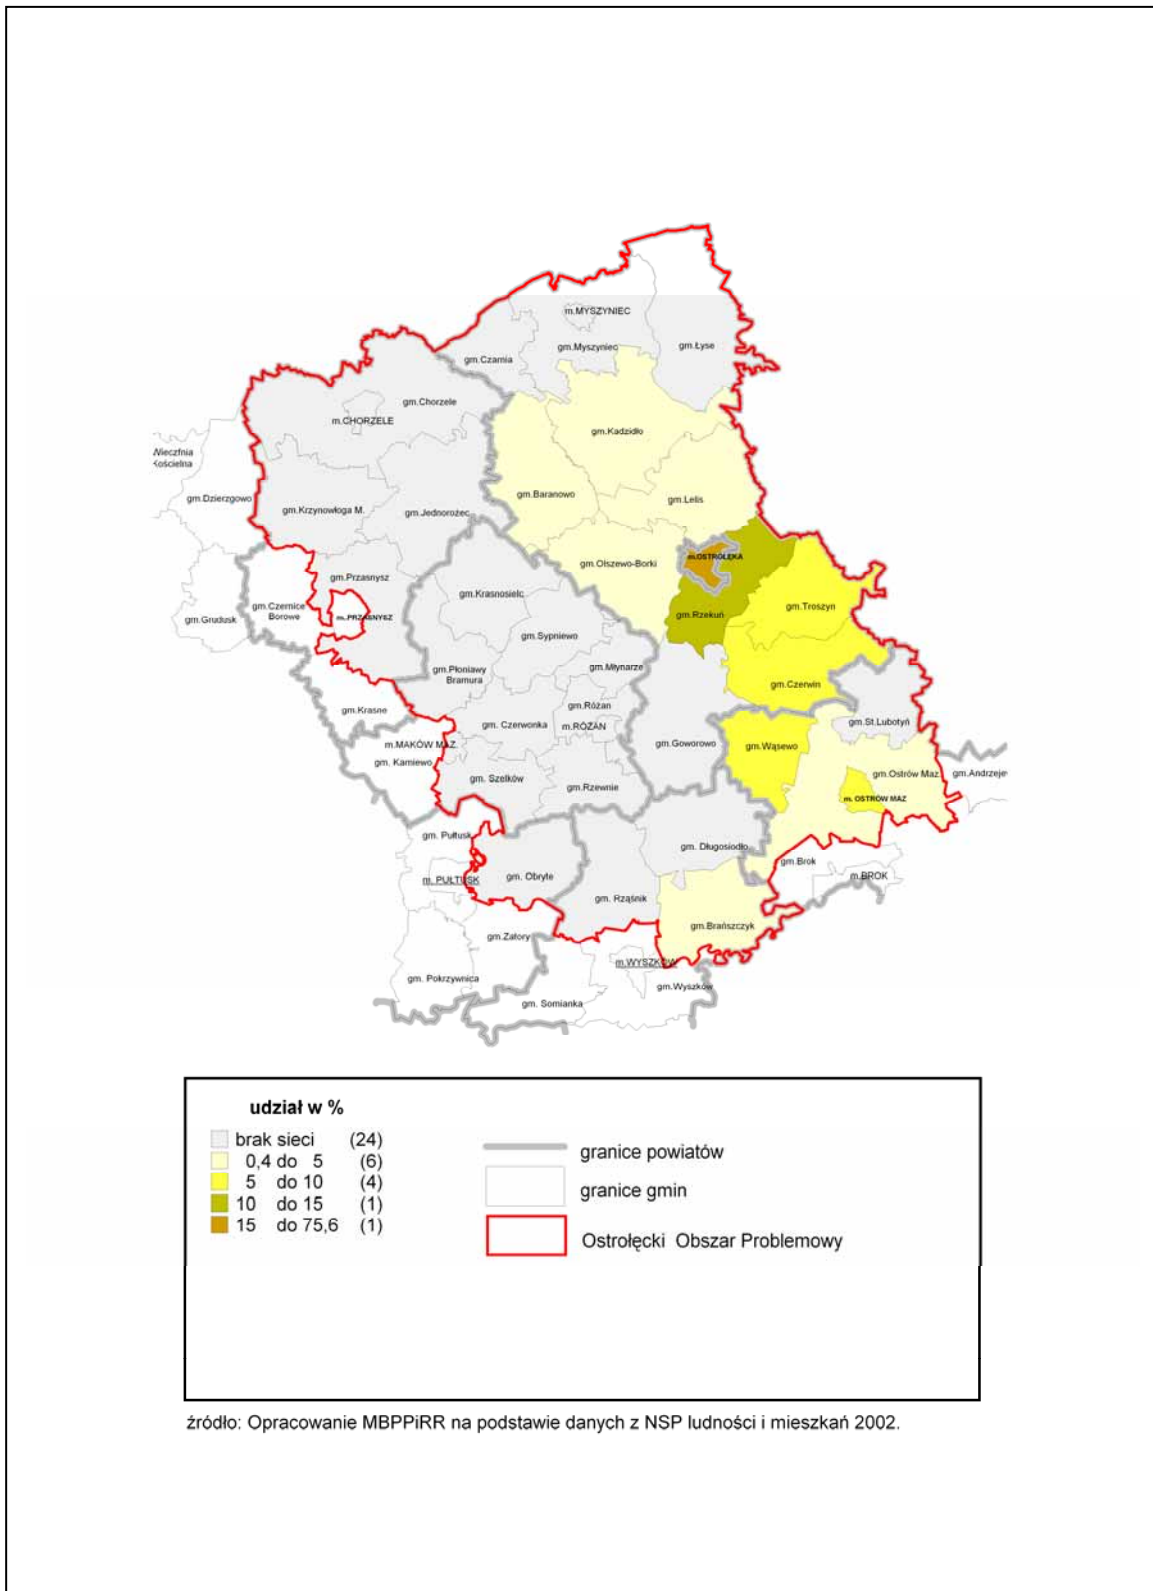 m.MYSZYNIEC
gm.Myszyniec
gm.Łyse
gm.Czarnia
gm.Chorzele
m.CHORZELE
gm.Kadzidło
Wieczfnia
Kościelna
gm.Dzierzgowo
gm.Baranowo
gm.Lelis
gm.Krzynowłoga M.
gm.Jednorożec
m.OSTROŁĘKA
gm.Olszewo-Borki
gm.Przasnysz
gm.Krasnosielc
gm.Czernice
Borowe
gm.Troszyn
gm.Rzekuń
gm.Grudusk
m.PRZASNYSZ
gm.Sypniewo
gm.Młynarze
gm.Płoniawy
Bramura
gm.Czerwin
gm.Różan
gm.Krasne
gm. Czerwonka
m.RÓŻAN
gm.St.Lubotyń
m.MAKÓW MAZ.
gm.Goworowo
gm.Wąsewo
gm. Karniewo
gm. Szelków
gm.Ostrów Maz.
gm.Andrzeje
gm.Rzewnie
m. OSTRÓW MAZ
gm. Pułtusk
gm. Długosiodło
gm.Brok
m. PUŁTUSK
gm. Obryte
m.BROK
gm. Rząśnik
gm.Brańszczyk
gm.Zatory
m.WYSZKÓW
gm. Pokrzywnica
gm.Wyszków
gm. Somianka
udział w %
brak sieci (24)
0,4 do 5 (6)
5 do 10 (4)
10 do 15 (1)
15 do 75,6 (1)
granice powiatów
granice gmin
Ostrołęcki Obszar Problemowy
źródło: Opracowanie MBPPiRR na podstawie danych z NSP ludności i mieszkań 2002.